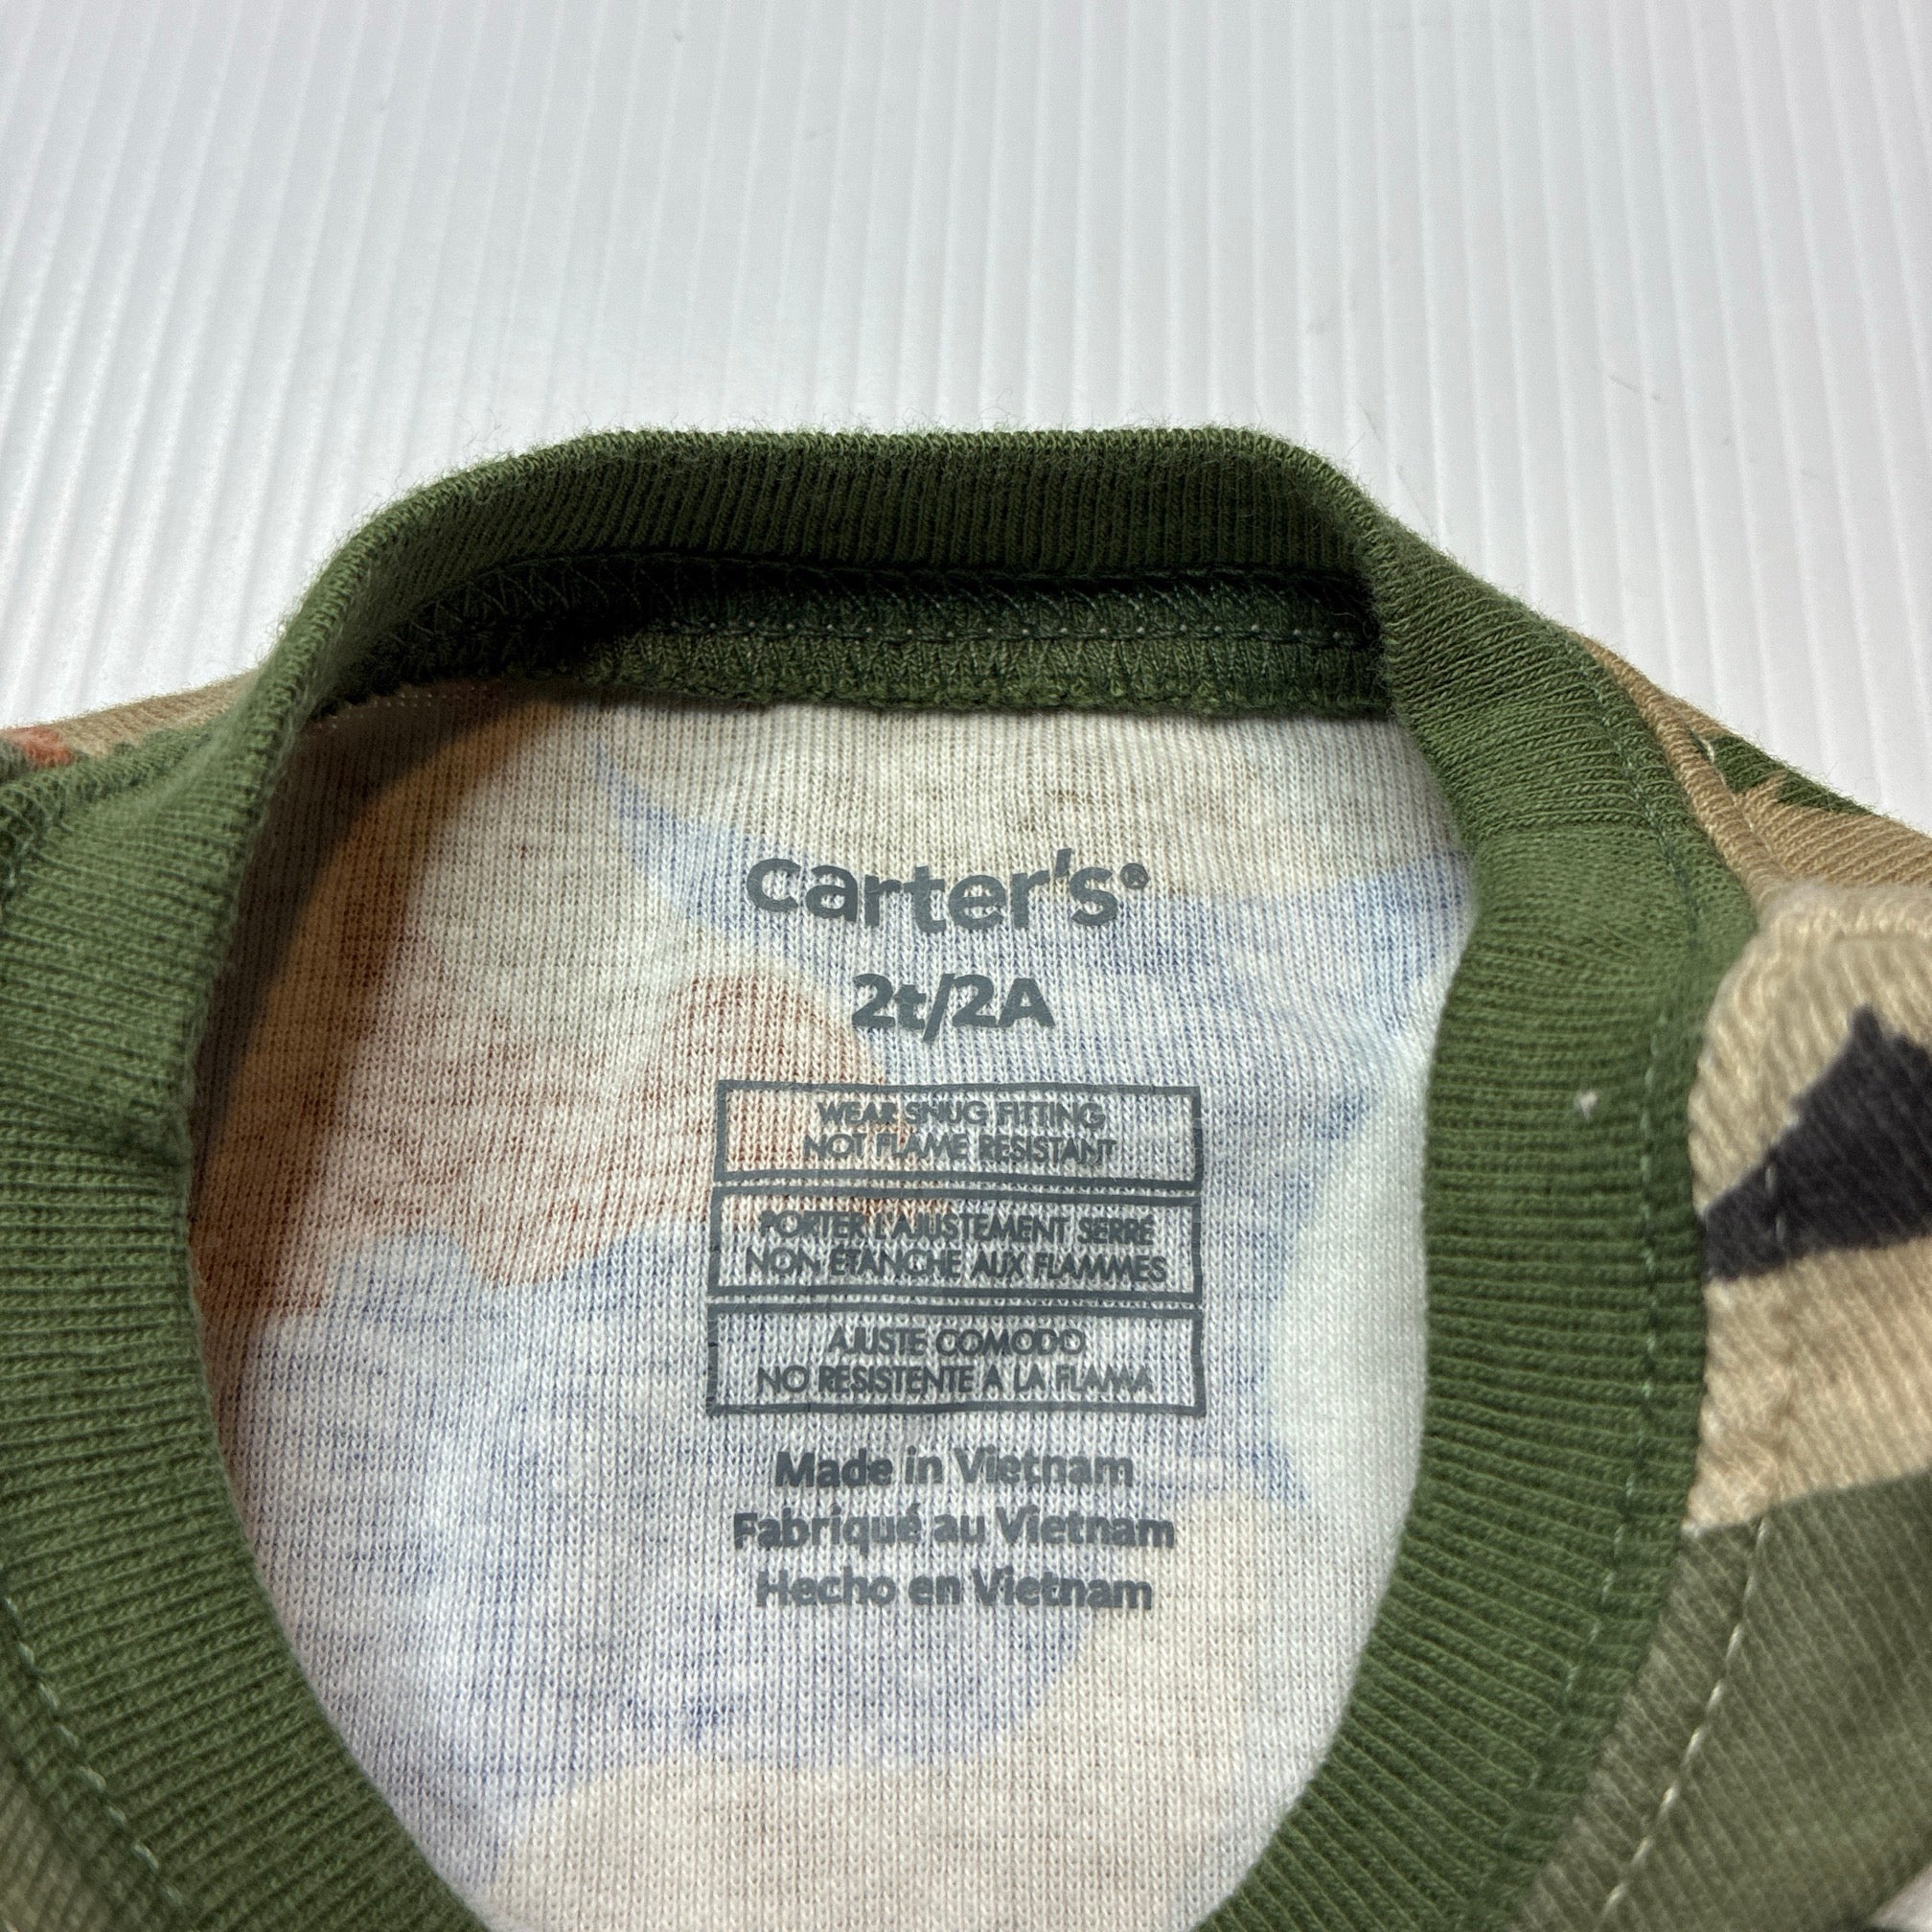 carter's®
2t/2A
WEAR SNUG FITTING
NOT FLAME RESISTANT
PORTER L'AJUSTEMENT SERRÉ
NON ÉTANCHE AUX FLAMMES
AJUSTE COMODO
NO RESISTENTE A LA FLAMA
Made in Vietnam
Fabriqué au Vietnam
Hecho en Vietnam